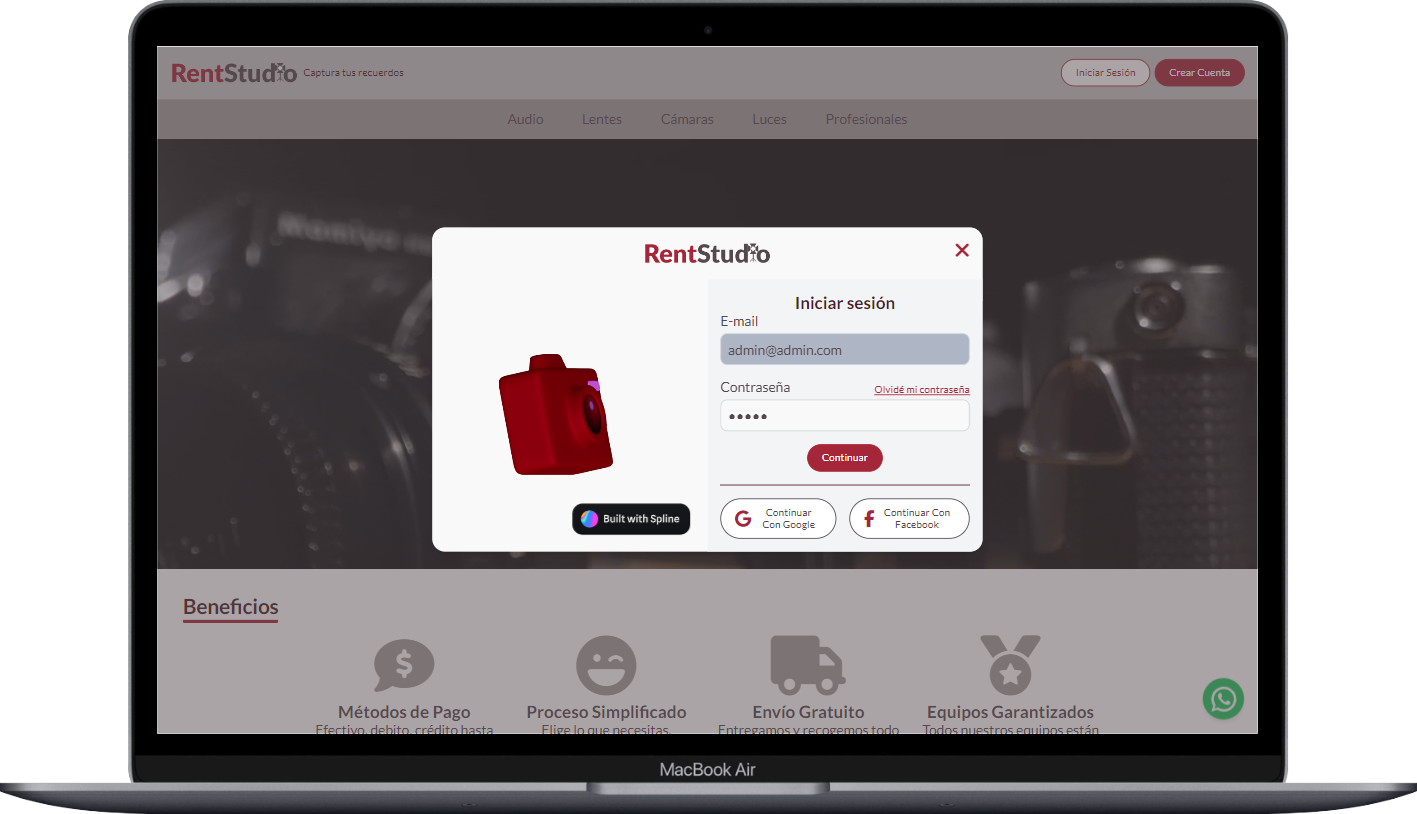 RentStudio Captura tus recuerdos
Iniciar Sesión
Crear Cuenta
Audio
Lentes
Cámaras
Luces
Profesionales
RentStudio
Iniciar sesión
E-mail
admin@admin.com
Contraseña
Olvidé mi contraseña
Continuar
Built with Spline
Continuar
Con Google
Continuar Con
Facebook
Beneficios
Métodos de Pago
Efectivo, debito, crédito hasta
Proceso Simplificado
Elige lo que necesitas,
Envío Gratuito
Entregamos y recogemos todo
Equipos Garantizados
Todos nuestros equipos están
MacBook Air